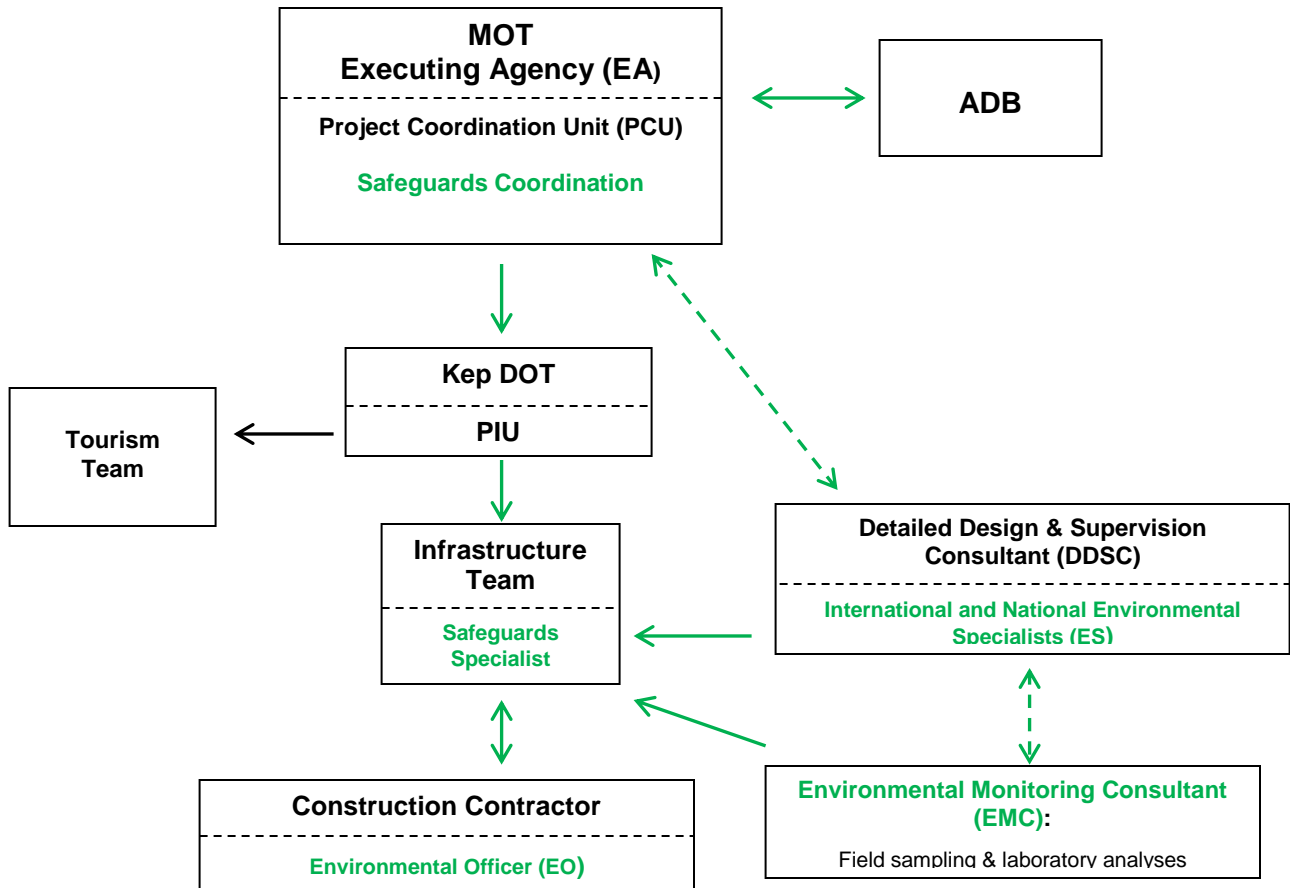 MOT
Executing Agency (EA)
Project Coordination Unit (PCU)
Safeguards Coordination
ADB
Kep DOT
PIU
Tourism
Team
Infrastructure
Team
Safeguards
Specialist
Detailed Design & Supervision
Consultant (DDSC)
International and National Environmental
Specialists (ES)
Construction Contractor
Environmental Officer (EO)
Environmental Monitoring Consultant
(EMC):
Field sampling & laboratory analyses